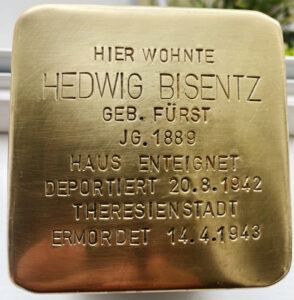 HIER WOHNTE
HEDWIG BISENTZ
GEB. FÜRST
JG. 1889
HAUS ENTEIGNET
DEPORTIERT 20.8.1942
THERESIENSTADT
ERMORDET 14.4.1943